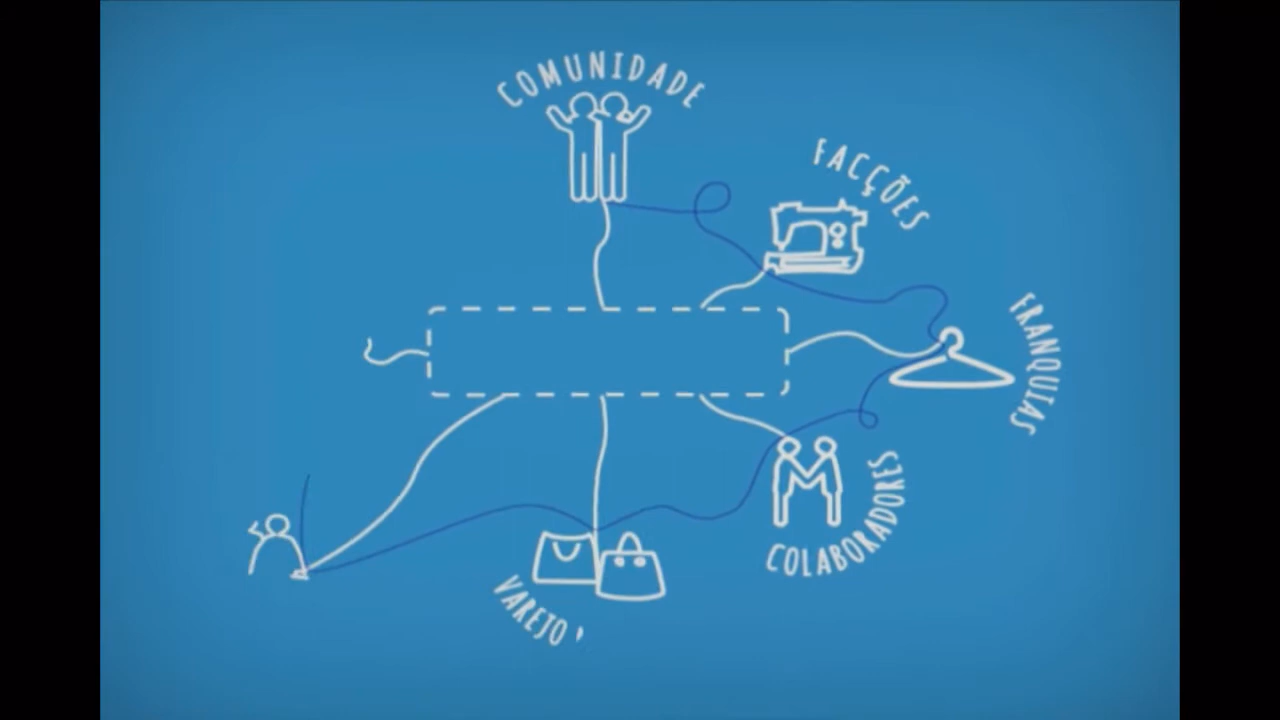 COMUNIDADE
FACÇÕES
FRANQUIAS
COLABORADORES
VAREJO